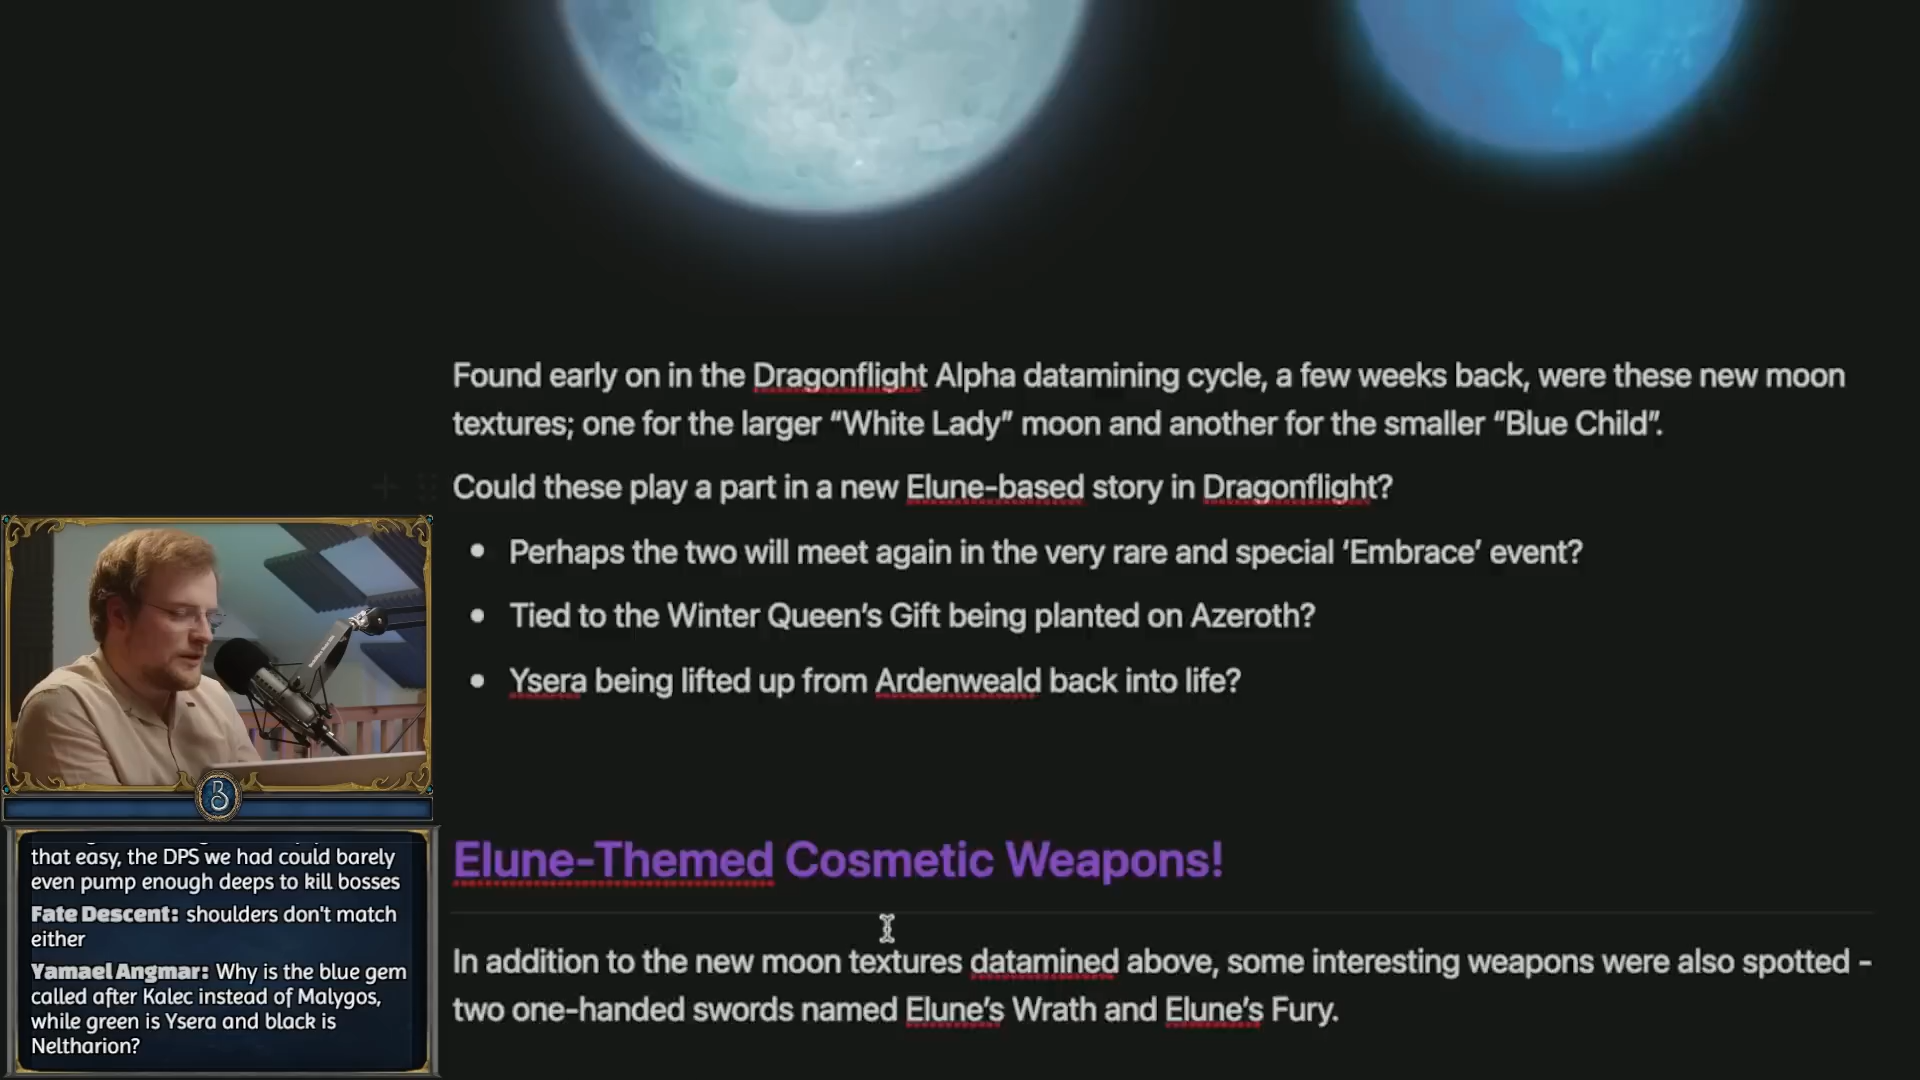 Found early on in the Dragonflight Alpha datamining cycle, a few weeks back, were these new moon
textures; one for the larger “White Lady” moon and another for the smaller “Blue Child”.
Could these play a part in a new Elune-based story in Dragonflight?
• Perhaps the two will meet again in the very rare and special ‘Embrace’ event?
• Tied to the Winter Queen’s Gift being planted on Azeroth?
• Ysera being lifted up from Ardenweald back into life?
Elune-Themed Cosmetic Weapons!
In addition to the new moon textures datamined above, some interesting weapons were also spotted -
two one-handed swords named Elune’s Wrath and Elune’s Fury.
B
that easy, the DPS we had could barely
even pump enough deeps to kill bosses
Fate Descent: shoulders don't match
either
Yamael Angmar: Why is the blue gem
called after Kalec instead of Malygos,
while green is Ysera and black is
Neltharion?